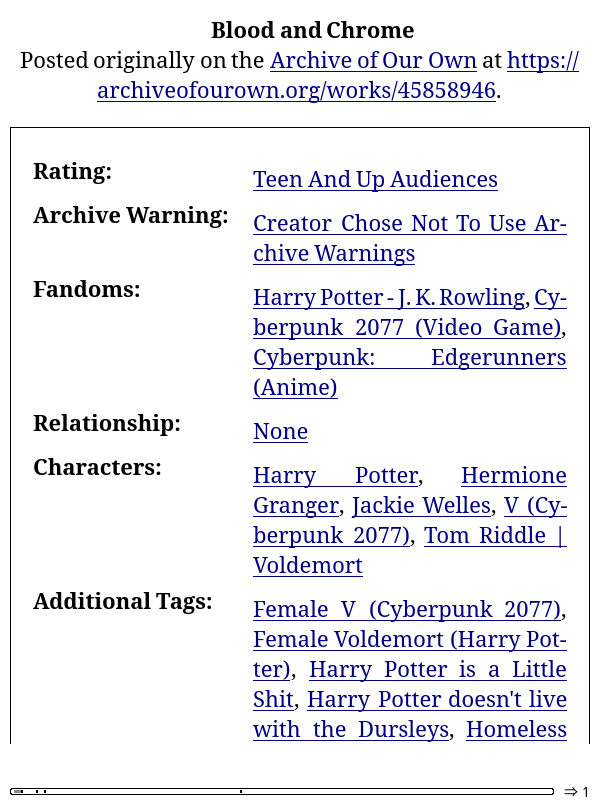 Blood and Chrome
Posted originally on the Archive of Our Own at https://
archiveofourown.org/works/45858946.
Rating:
Teen And Up Audiences
Archive Warning:
Creator Chose Not To Use Ar-
chive Warnings
Fandoms:
Harry Potter - J. K. Rowling, Cy-
berpunk 2077 (Video Game),
Cyberpunk: Edgerunners
(Anime)
Relationship:
None
Characters:
Harry Potter, Hermione
Granger, Jackie Welles, V (Cy-
berpunk 2077), Tom Riddle |
Voldemort
Additional Tags:
Female V (Cyberpunk 2077),
Female Voldemort (Harry Pot-
ter), Harry Potter is a Little
Shit, Harry Potter doesn't live
with the Dursleys, Homeless
⇒ 1